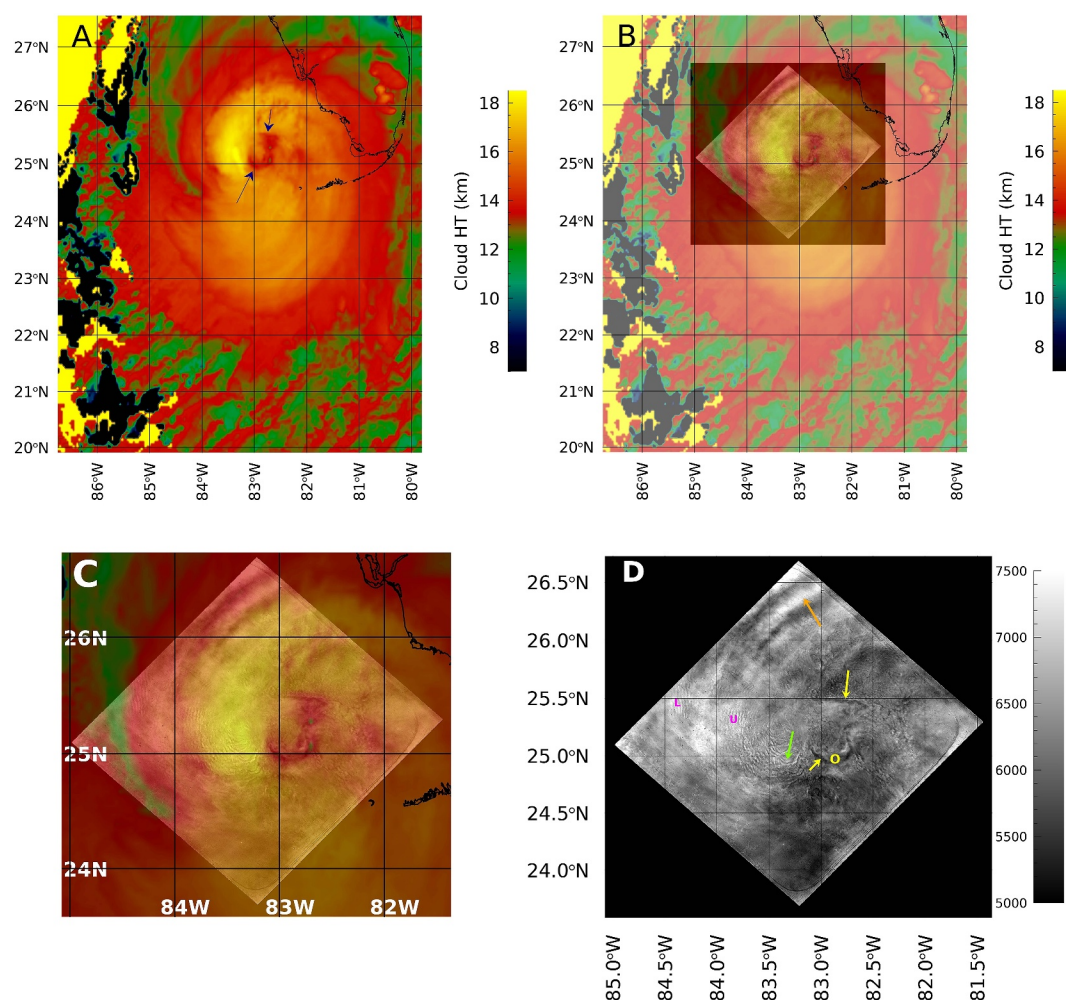 A
27°N
26°N
25°N
24°N
23°N
22°N
21°N
20°N
86°W
85°W
84°W
83°W
82°W
81°W
80°W
18
16
14
12
10
8
Cloud HT (km)
B
27°N
26°N
25°N
24°N
23°N
22°N
21°N
20°N
86°W
85°W
84°W
83°W
82°W
81°W
80°W
18
16
14
12
10
8
Cloud HT (km)
C
26N
25N
24N
84W
83W
82W
D
26.5°N
26.0°N
25.5°N
25.0°N
24.5°N
24.0°N
L
U
O
85.0°W
84.5°W
84.0°W
83.5°W
83.0°W
82.5°W
82.0°W
81.5°W
7500
7000
6500
6000
5500
5000